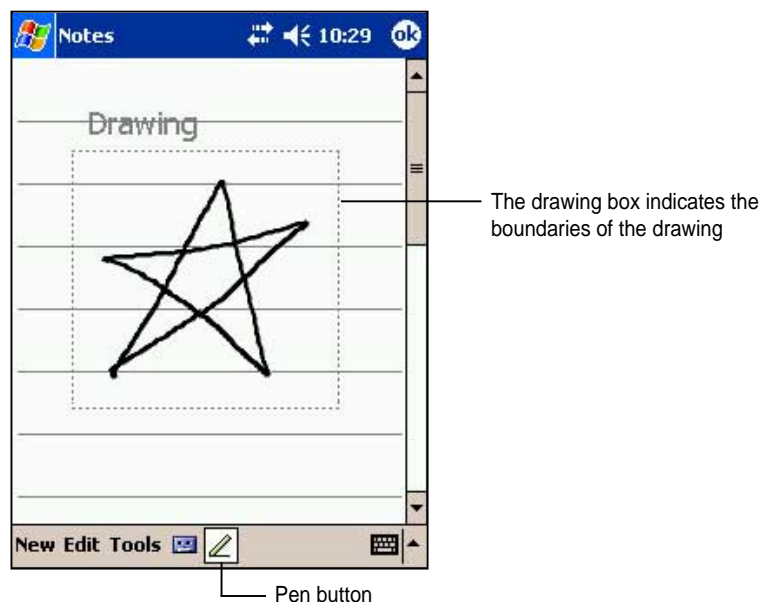 Notes 10:29 ok
Drawing
The drawing box indicates the
boundaries of the drawing
New Edit Tools
Pen button